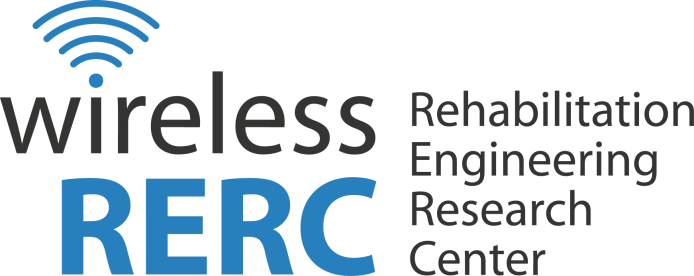 wireless
RERC
Rehabilitation
Engineering
Research
Center